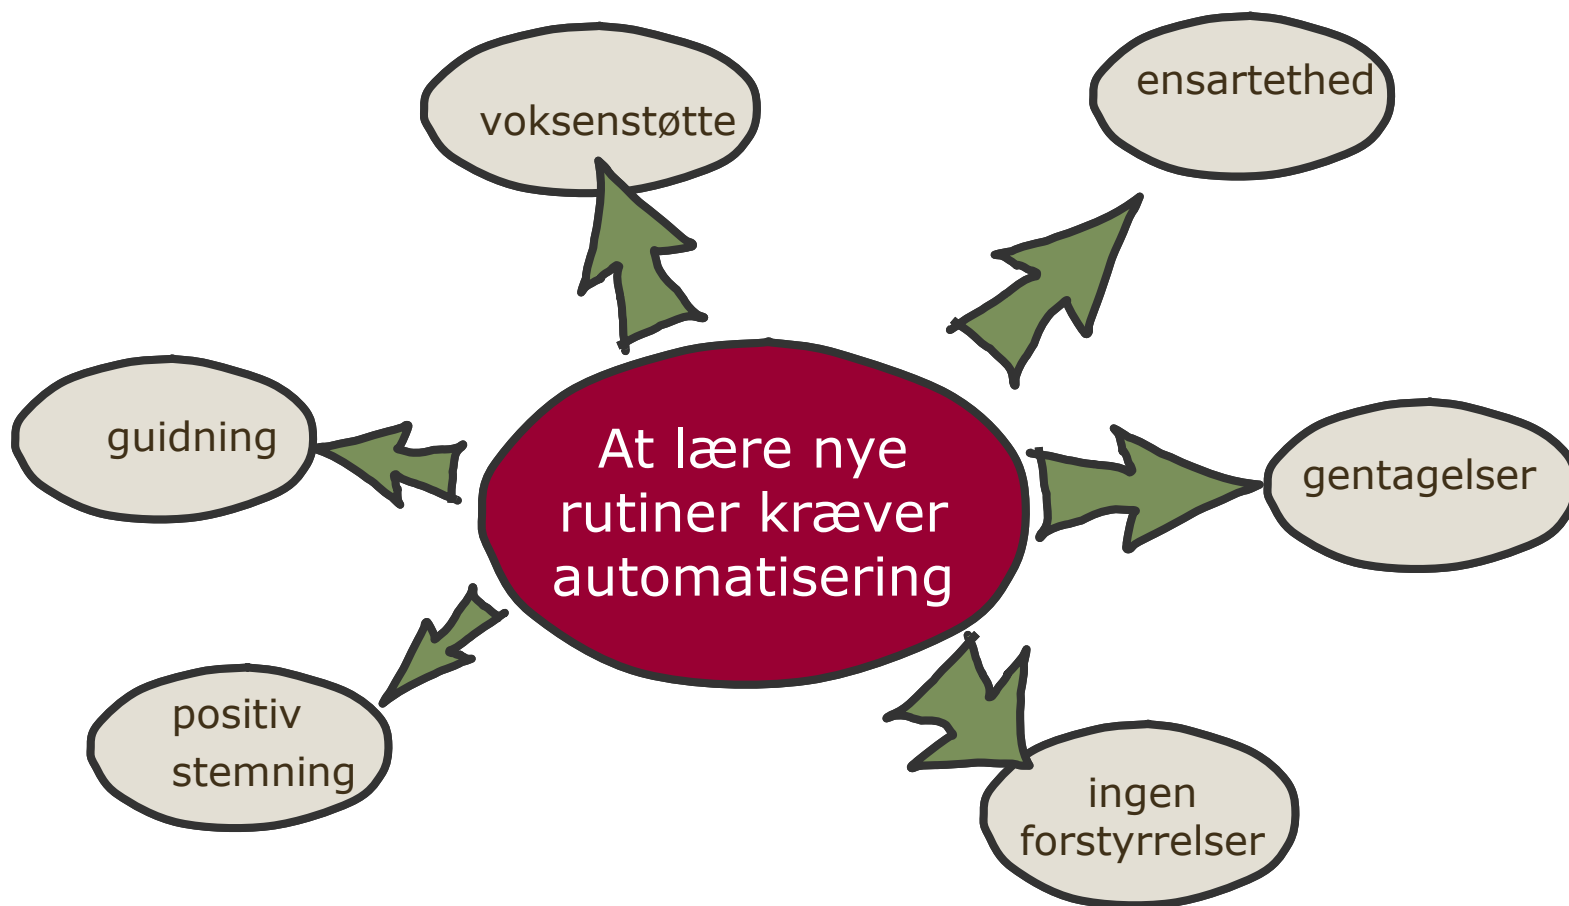 voksenstøtte
ensartethed
guidning
At lære nye
rutiner kræver
automatisering
gentagelser
positiv
stemning
ingen
forstyrrelser